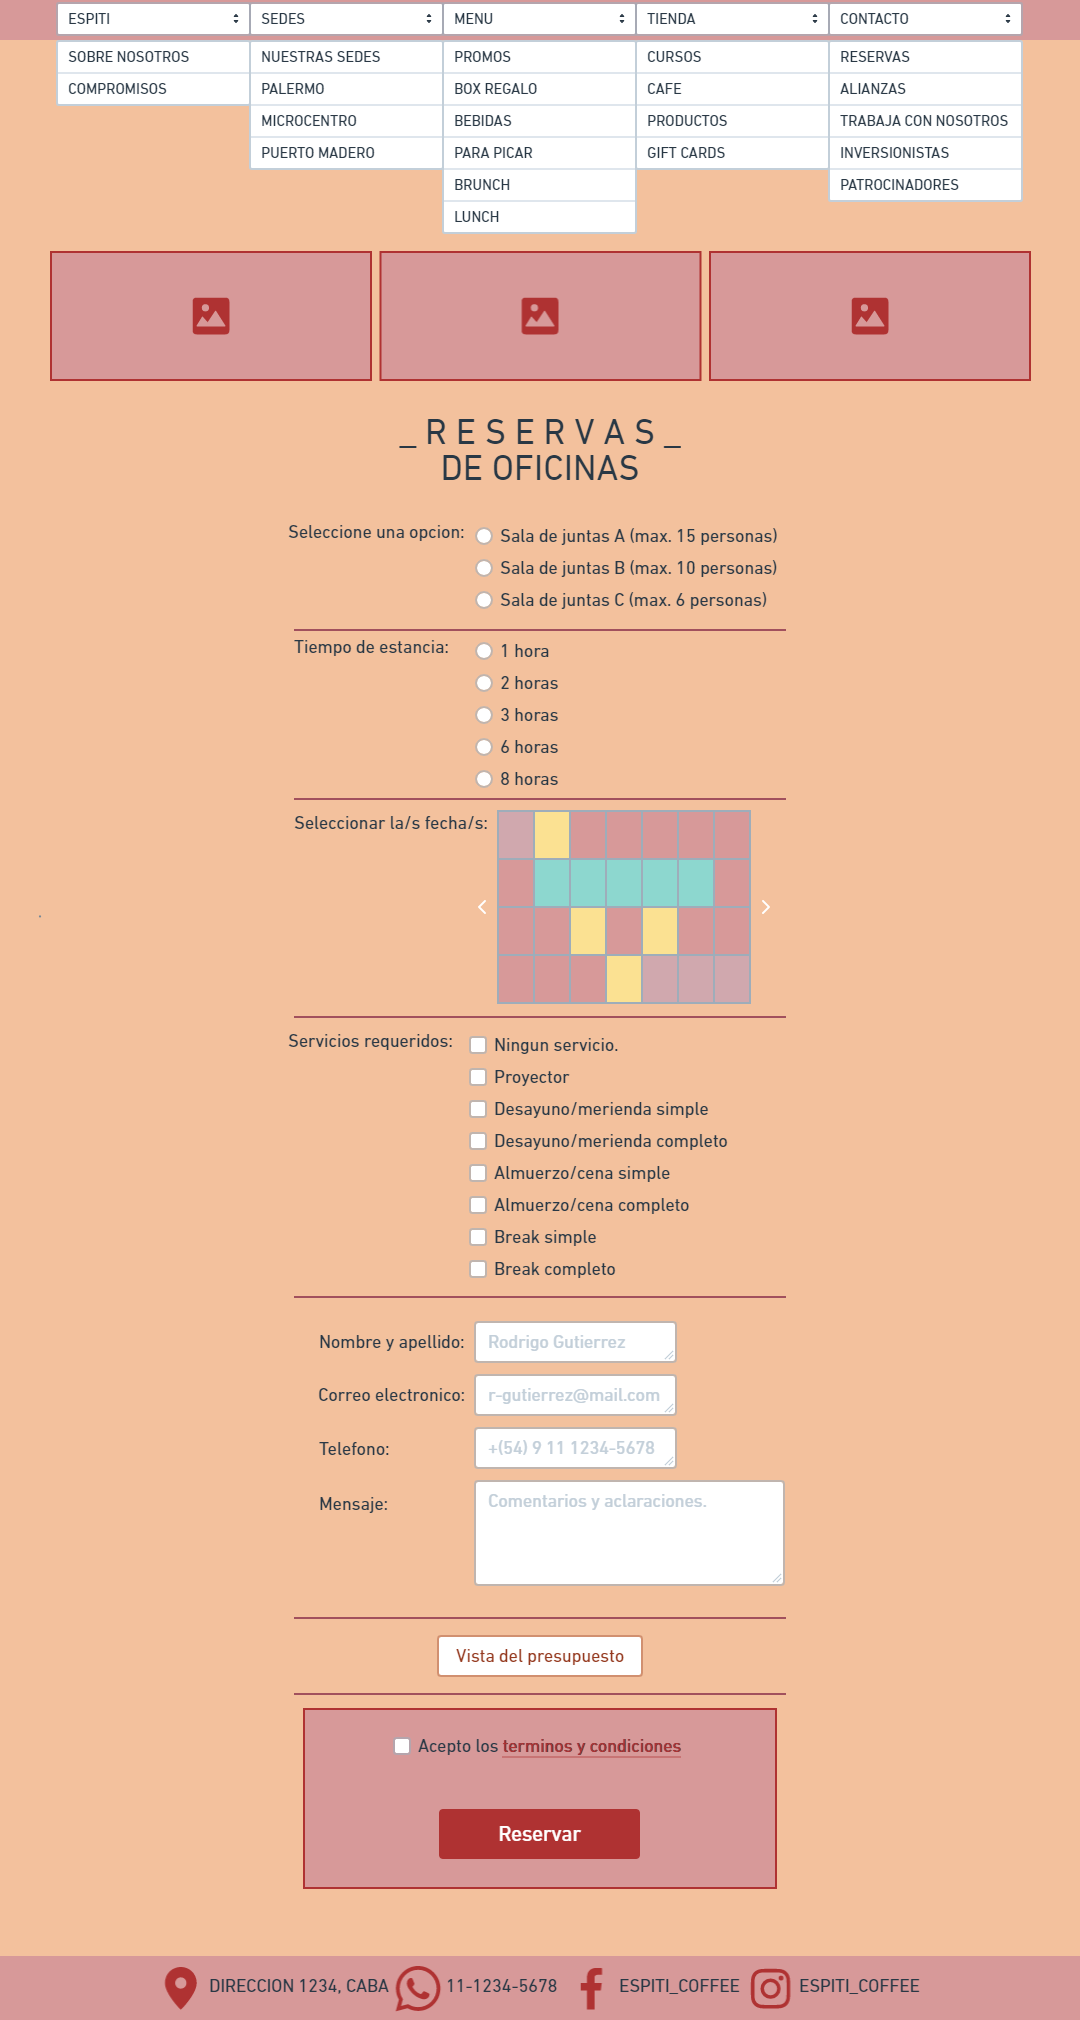 ESPITI SEDES MENU TIENDA CONTACTO
SOBRE NOSOTROS NUESTRAS SEDES PROMOS CURSOS RESERVAS
COMPROMISOS PALERMO BOX REGALO CAFE ALIANZAS
MICROCENTRO BEBIDAS PRODUCTOS TRABAJA CON NOSOTROS
PUERTO MADERO PARA PICAR GIFT CARDS INVERSIONISTAS
BRUNCH PATROCINADORES
LUNCH
_ R E S E R V A S _
DE OFICINAS
Seleccione una opcion: Sala de juntas A (max. 15 personas)
Sala de juntas B (max. 10 personas)
Sala de juntas C (max. 6 personas)
Tiempo de estancia: 1 hora
2 horas
3 horas
6 horas
8 horas
Seleccionar la/s fecha/s:
Servicios requeridos: Ningun servicio.
Proyector
Desayuno/merienda simple
Desayuno/merienda completo
Almuerzo/cena simple
Almuerzo/cena completo
Break simple
Break completo
Nombre y apellido: Rodrigo Gutierrez
Correo electronico: r-gutierrez@mail.com
Telefono: +(54) 9 11 1234-5678
Mensaje: Comentarios y aclaraciones.
Vista del presupuesto
Acepto los terminos y condiciones
Reservar
DIRECCION 1234, CABA 11-1234-5678 ESPITI_COFFEE ESPITI_COFFEE